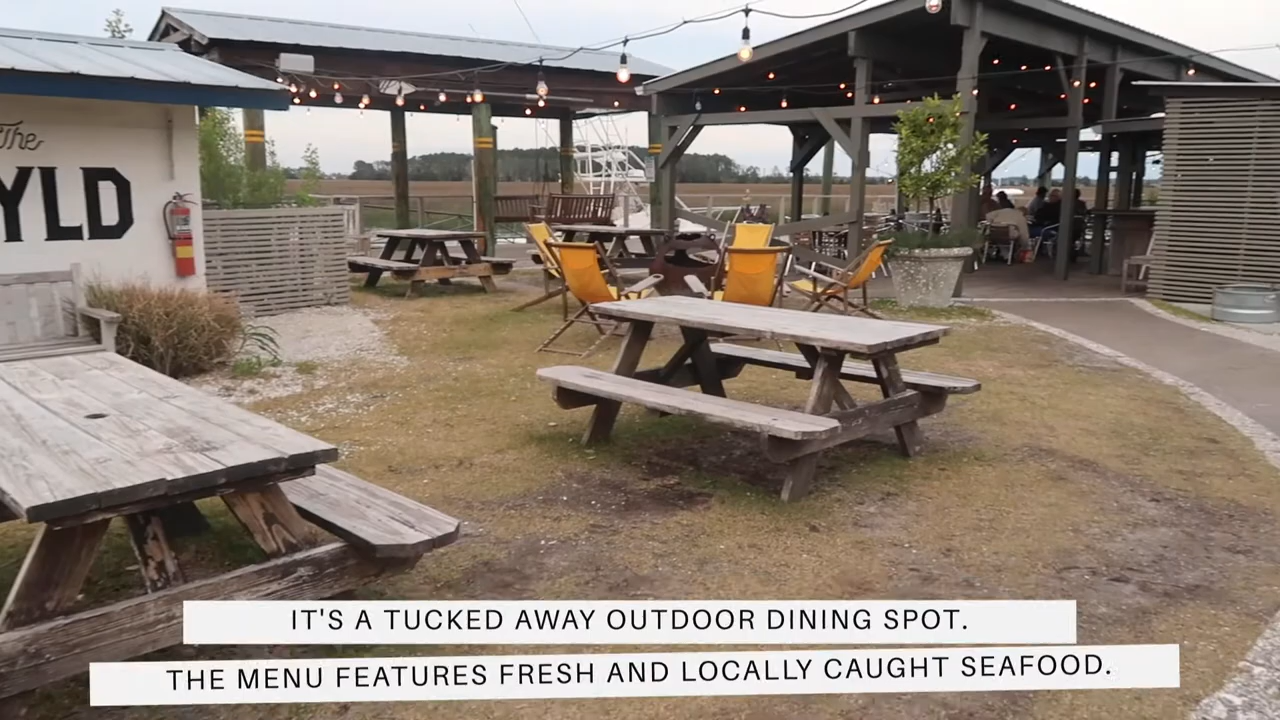 The
YLD
IT'S A TUCKED AWAY OUTDOOR DINING SPOT.
THE MENU FEATURES FRESH AND LOCALLY CAUGHT SEAFOOD.